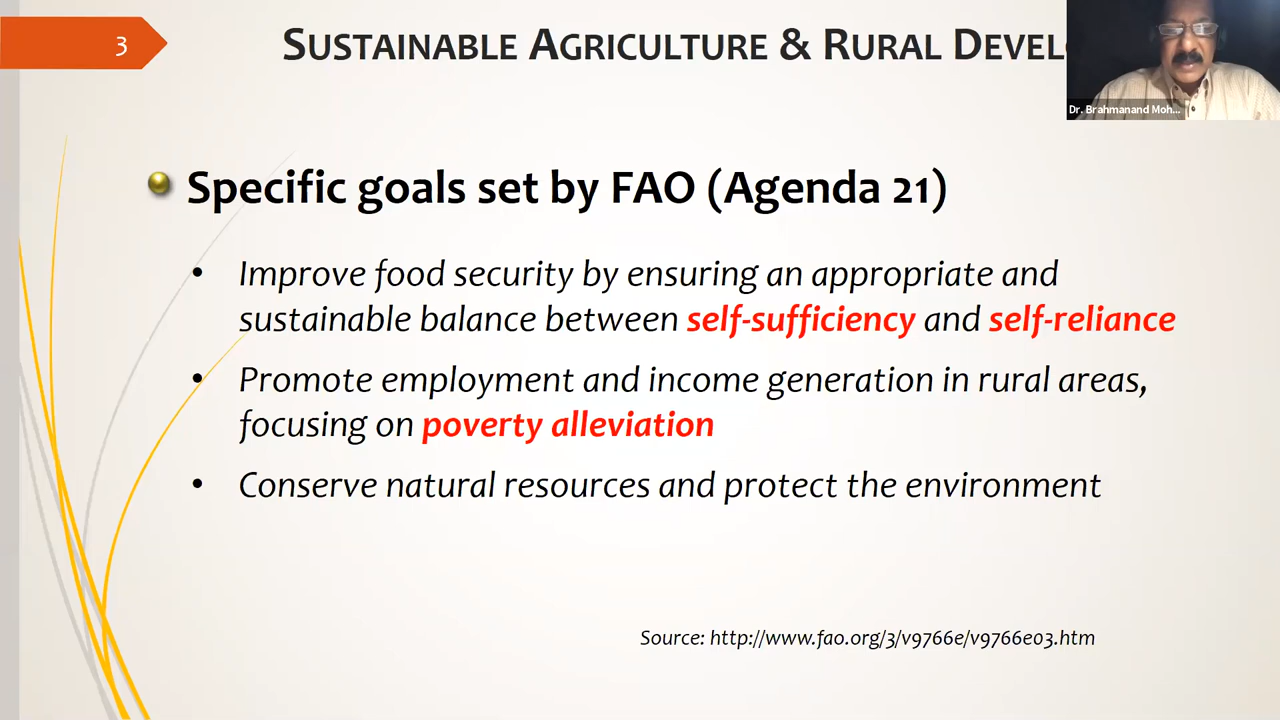 3
SUSTAINABLE AGRICULTURE & RURAL DEVEL
Dr. Brahmanand Moh...
Specific goals set by FAO (Agenda 21)
• Improve food security by ensuring an appropriate and
sustainable balance between self-sufficiency and self-reliance
• Promote employment and income generation in rural areas,
focusing on poverty alleviation
• Conserve natural resources and protect the environment
Source: http://www.fao.org/3/v9766e/v9766e03.htm